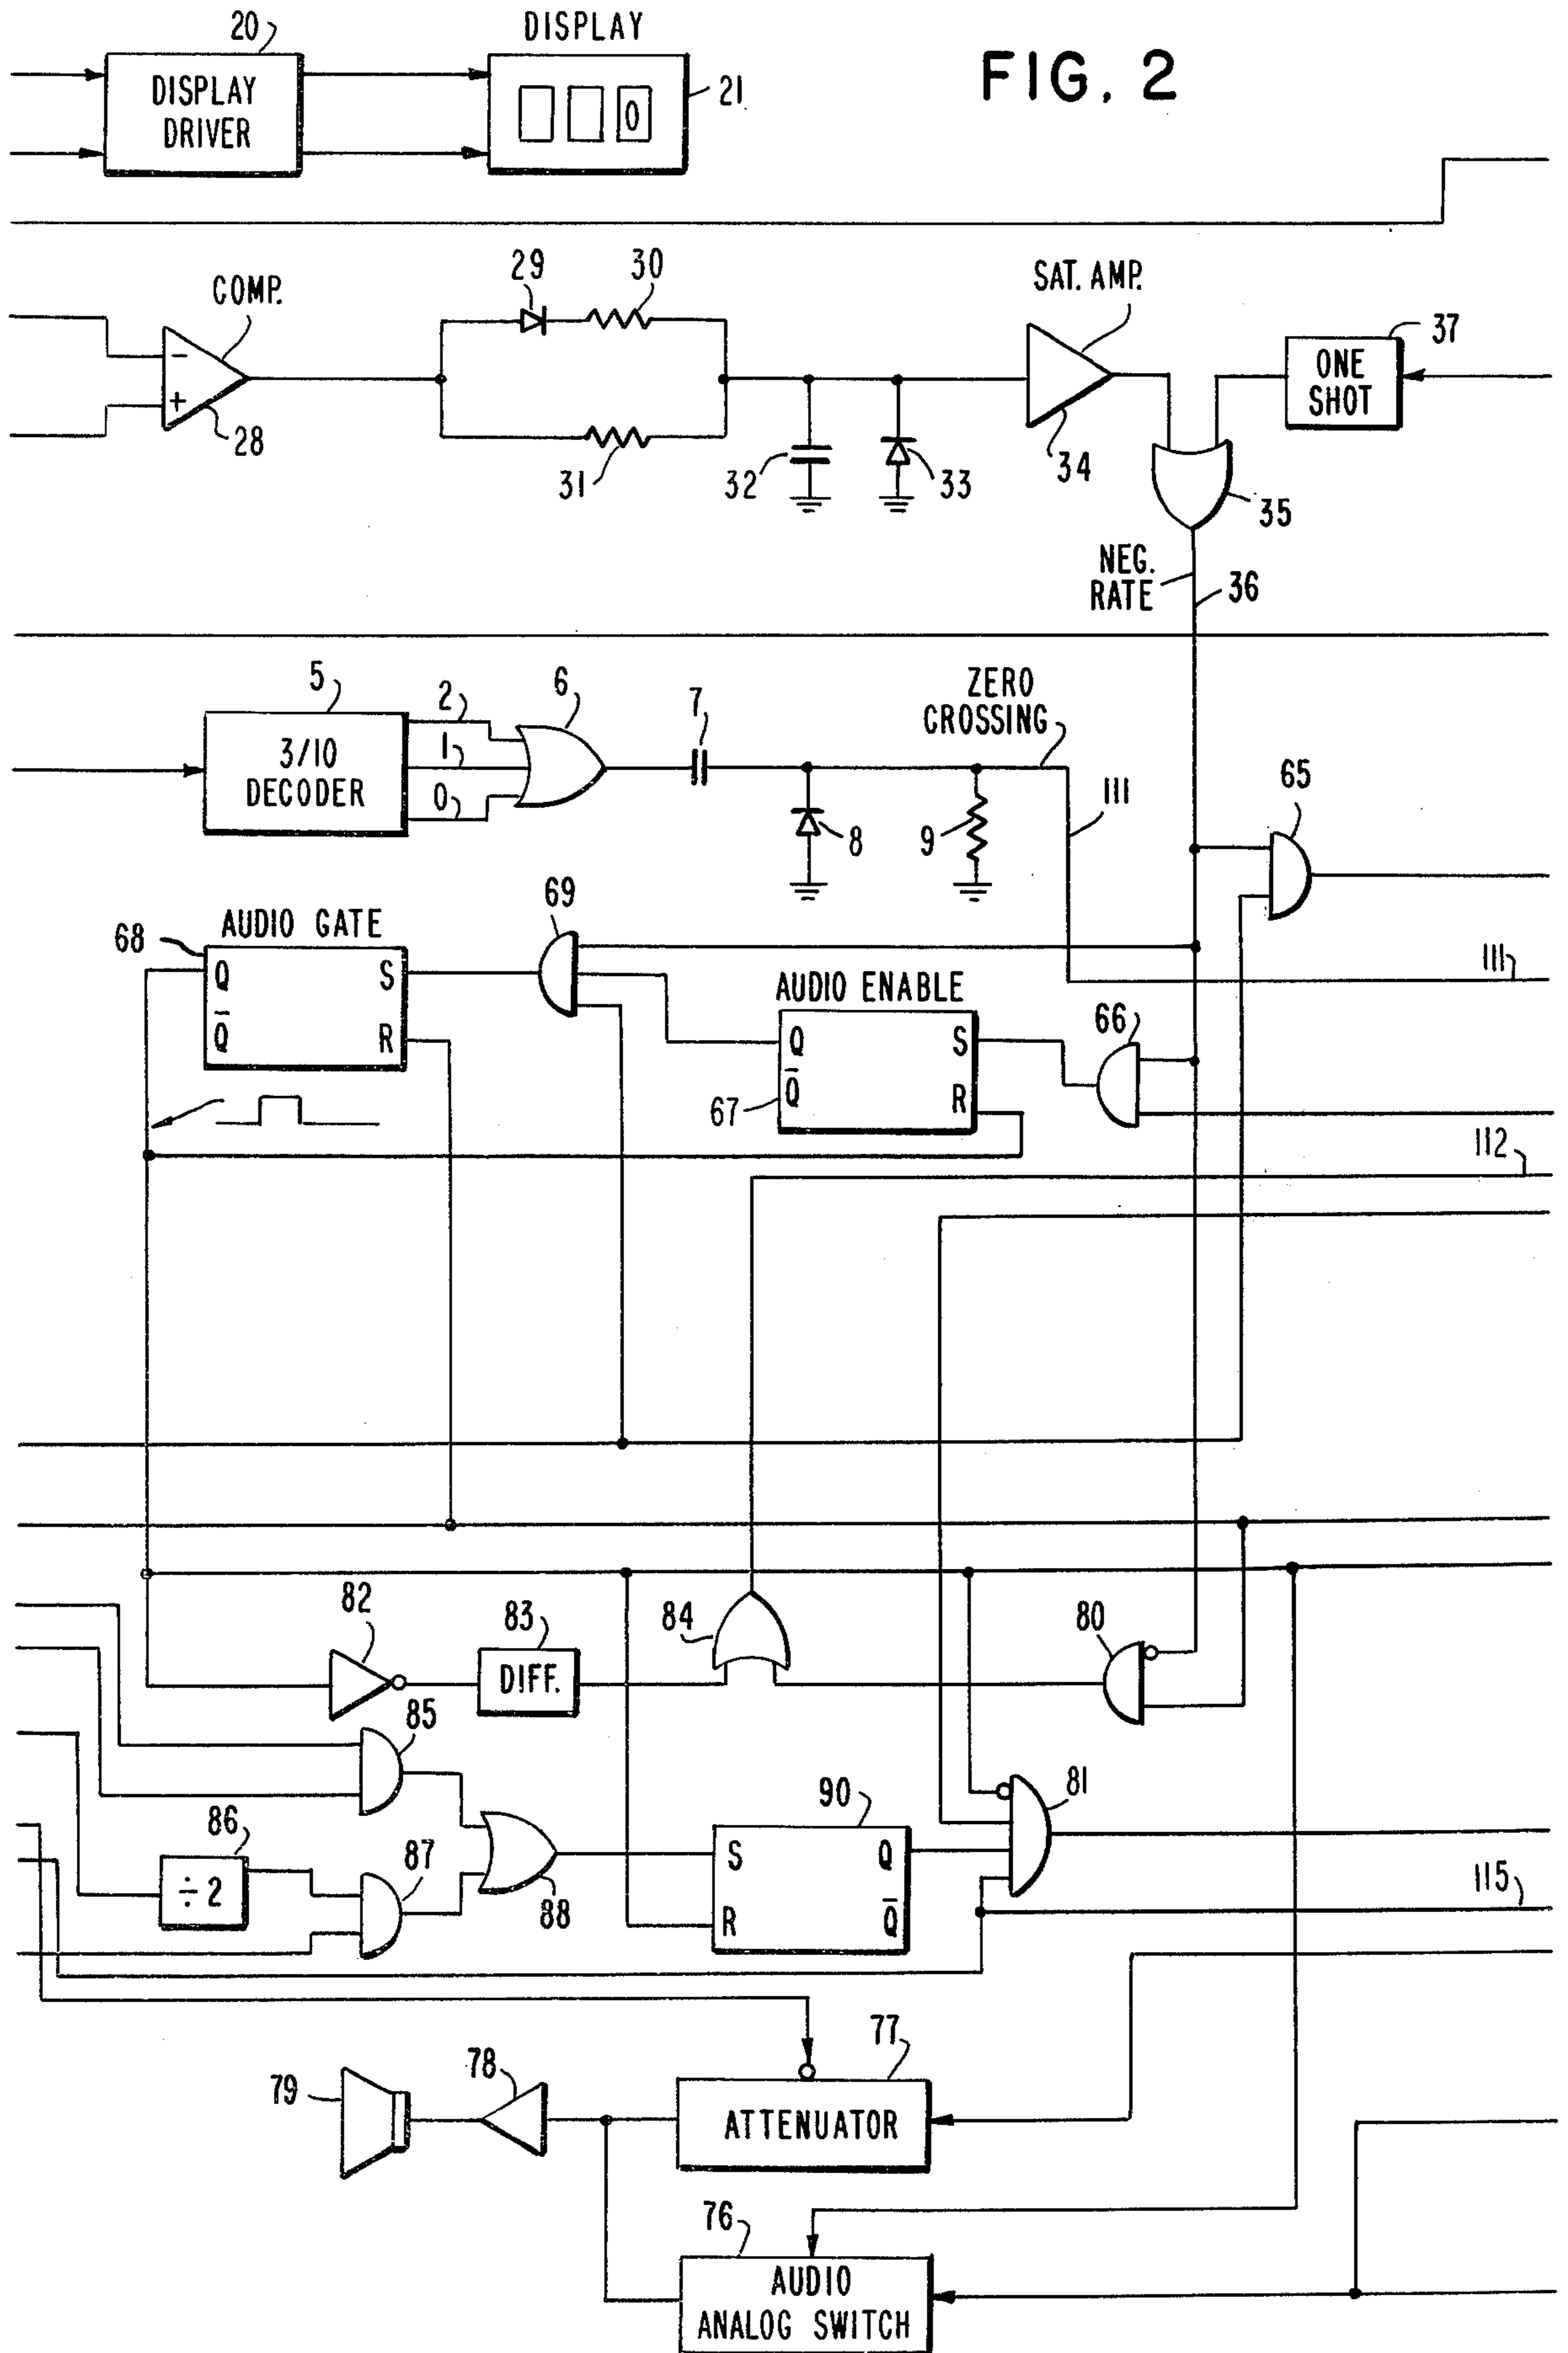 20
DISPLAY
FIG. 2
DISPLAY
DRIVER
0
21
COMP.
29
30
SAT. AMP.
37
ONE
SHOT
−
+
28
31
32
33
34
35
NEG.
RATE
36
5
2
6
7
ZERO
CROSSING
3/10
DECODER
1
0
8
9
111
65
69
AUDIO GATE
68
Q
S
Q̅
R
111
AUDIO ENABLE
66
Q
S
Q̅
R
67
112
82
83
84
80
DIFF.
85
81
90
86
87
÷ 2
88
S
Q
R
Q̅
115
77
78
79
ATTENUATOR
76
AUDIO
ANALOG SWITCH